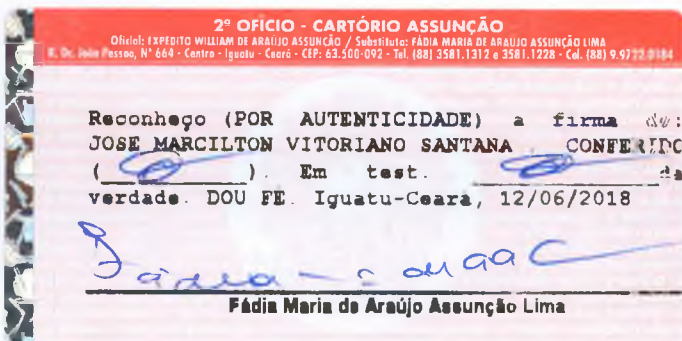 2º OFÍCIO - CARTÓRIO ASSUNÇÃO
Oficial: EXPEDITO WILLIAM DE ARAÚJO ASSUNÇÃO / Substituta: FÁDIA MARIA DE ARAUJO ASSUNÇÃO LIMA
R. Dr. João Pessoa, Nº 664 - Centro - Iguatu - Ceará - CEP: 63.500-092 - Tel. (88) 3581.1312 e 3581.1228 - Cel. (88) 9.9722.0184
Reconheço (POR AUTENTICIDADE) a firma de:
JOSE MARCILTON VITORIANO SANTANA . CONFERIDO
( ). Em test. da
verdade. DOU FE. Iguatu-Ceara, 12/06/2018
Fádia Maria de Araújo Assunção Lima